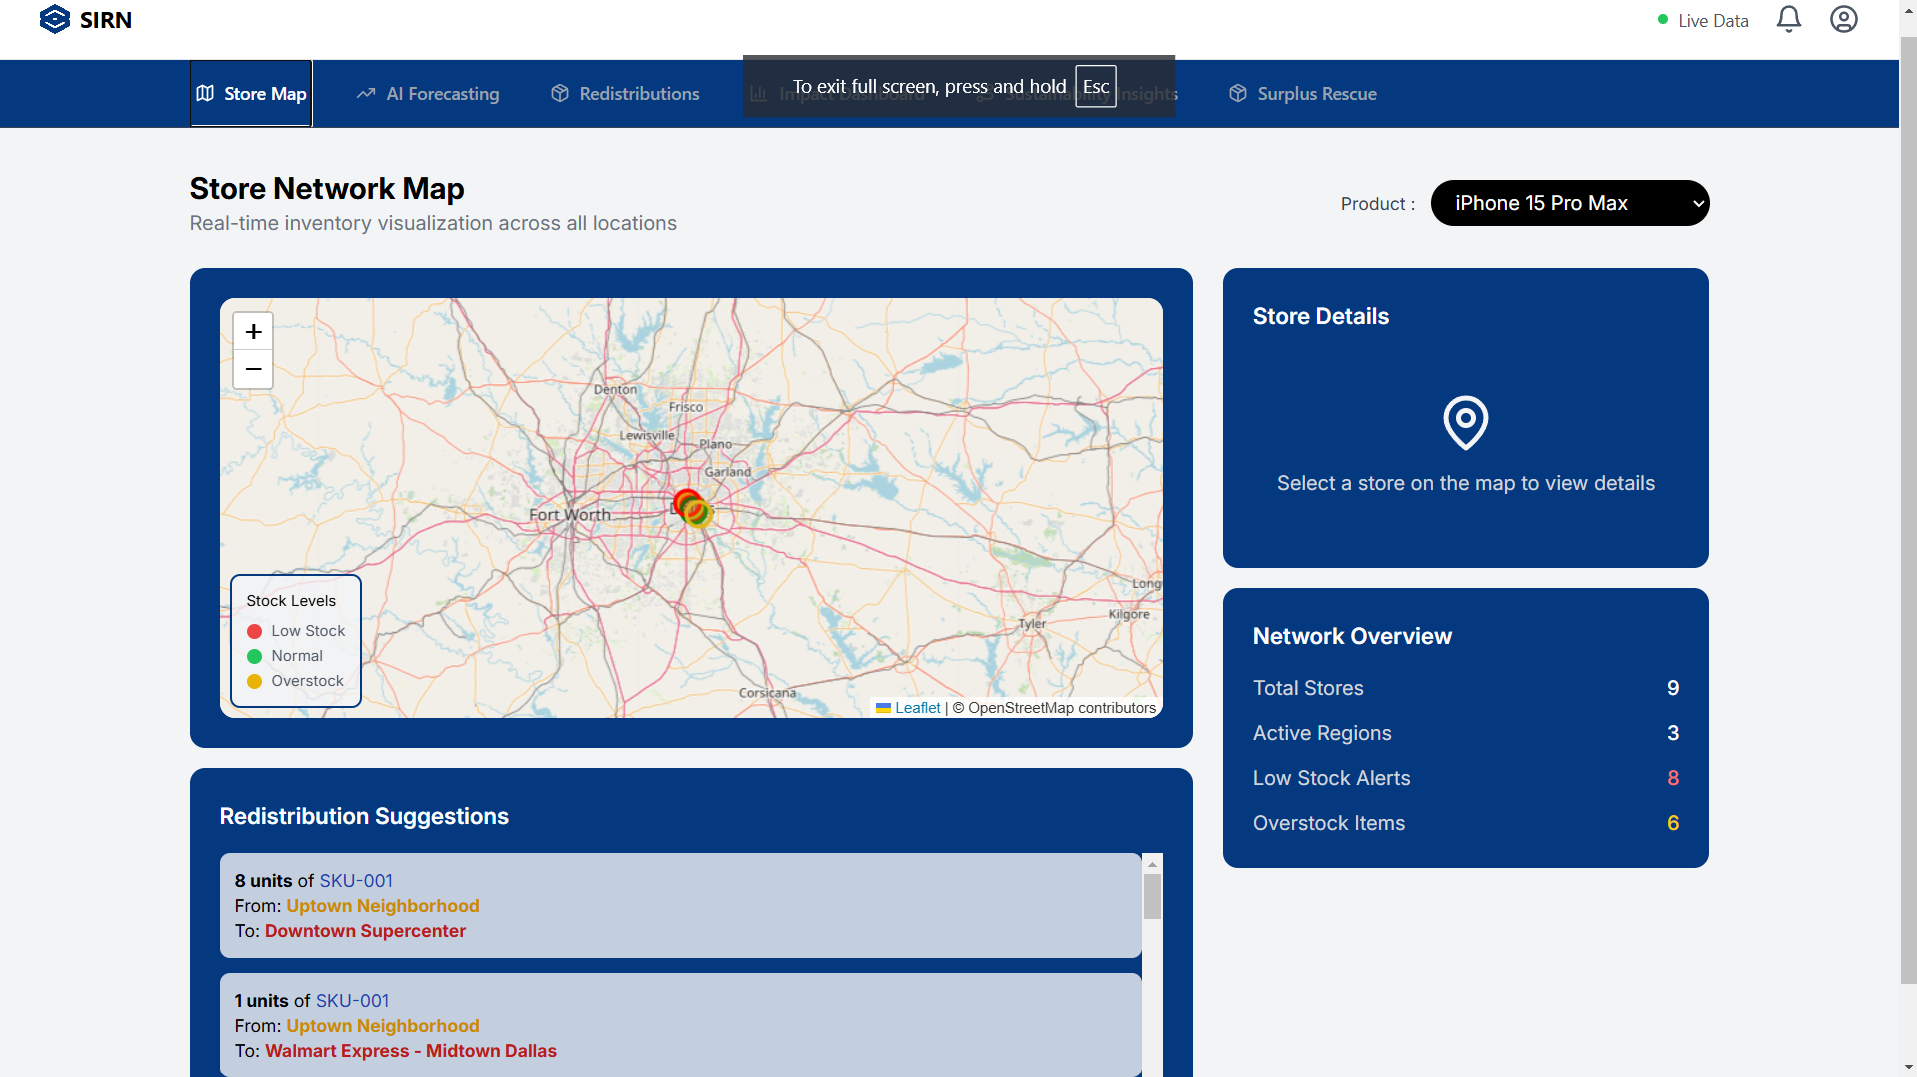 SIRN
Live Data
Store Map
AI Forecasting
Redistributions
Impact Dashboard
Sustainability Insights
Surplus Rescue
To exit full screen, press and hold Esc
Store Network Map
Real-time inventory visualization across all locations
Product :
iPhone 15 Pro Max
+
−
Denton
Frisco
Lewisville
Plano
Garland
Fort Worth
Tyler
Kilgore
Corsicana
Stock Levels
Low Stock
Normal
Overstock
Leaflet | © OpenStreetMap contributors
Store Details
Select a store on the map to view details
Network Overview
Total Stores 9
Active Regions 3
Low Stock Alerts 8
Overstock Items 6
Redistribution Suggestions
8 units of SKU-001
From: Uptown Neighborhood
To: Downtown Supercenter
1 units of SKU-001
From: Uptown Neighborhood
To: Walmart Express - Midtown Dallas